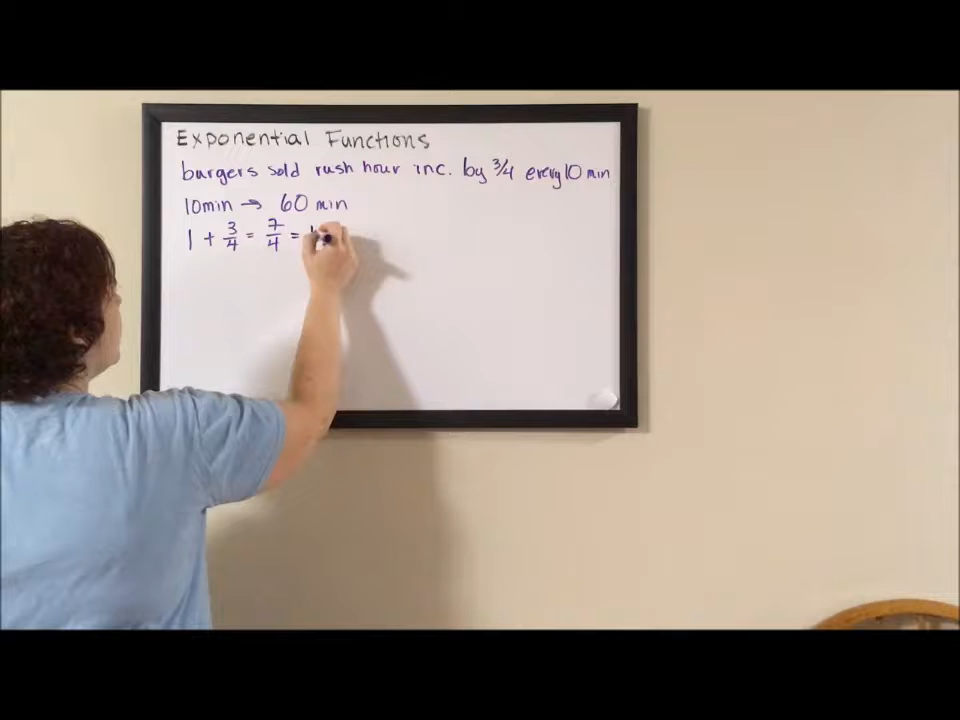 Exponential Functions
burgers sold rush hour inc. by 3/4 every 10 min
10min → 60 min
1 + 3/4 = 7/4 =